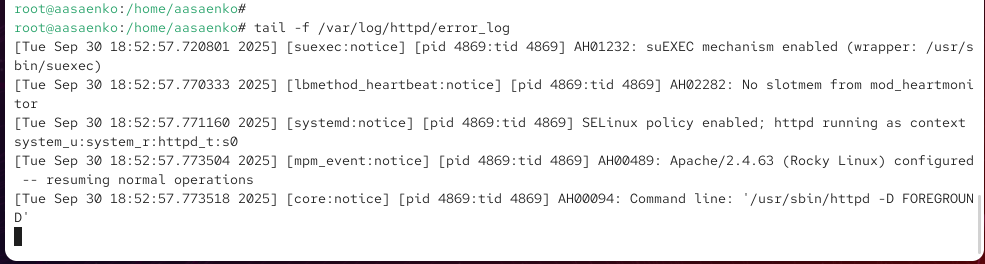 root@aasaenko:/home/aasaenko#
root@aasaenko:/home/aasaenko# tail -f /var/log/httpd/error_log
[Tue Sep 30 18:52:57.720801 2025] [suexec:notice] [pid 4869:tid 4869] AH01232: suEXEC mechanism enabled (wrapper: /usr/s
bin/suexec)
[Tue Sep 30 18:52:57.770333 2025] [lbmethod_heartbeat:notice] [pid 4869:tid 4869] AH02282: No slotmem from mod_heartmoni
tor
[Tue Sep 30 18:52:57.771160 2025] [systemd:notice] [pid 4869:tid 4869] SELinux policy enabled; httpd running as context
system_u:system_r:httpd_t:s0
[Tue Sep 30 18:52:57.773504 2025] [mpm_event:notice] [pid 4869:tid 4869] AH00489: Apache/2.4.63 (Rocky Linux) configured
 -- resuming normal operations
[Tue Sep 30 18:52:57.773518 2025] [core:notice] [pid 4869:tid 4869] AH00094: Command line: '/usr/sbin/httpd -D FOREGROUN
D'